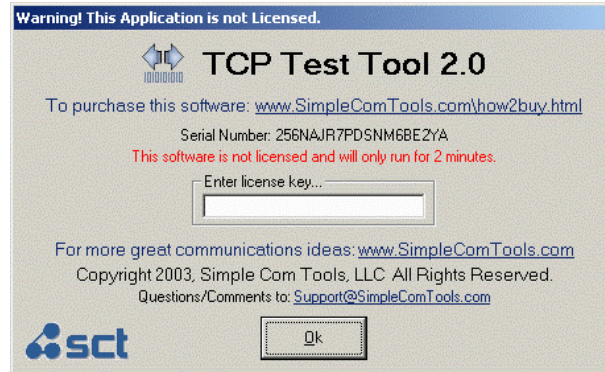 Warning! This Application is not Licensed.
TCP Test Tool 2.0
To purchase this software: www.SimpleComTools.com\how2buy.html
Serial Number: 256NAJR7PDSNM6BE2YA
This software is not licensed and will only run for 2 minutes.
Enter license key...
For more great communications ideas: www.SimpleComTools.com
Copyright 2003, Simple Com Tools, LLC All Rights Reserved.
Questions/Comments to: Support@SimpleComTools.com
sct
Ok